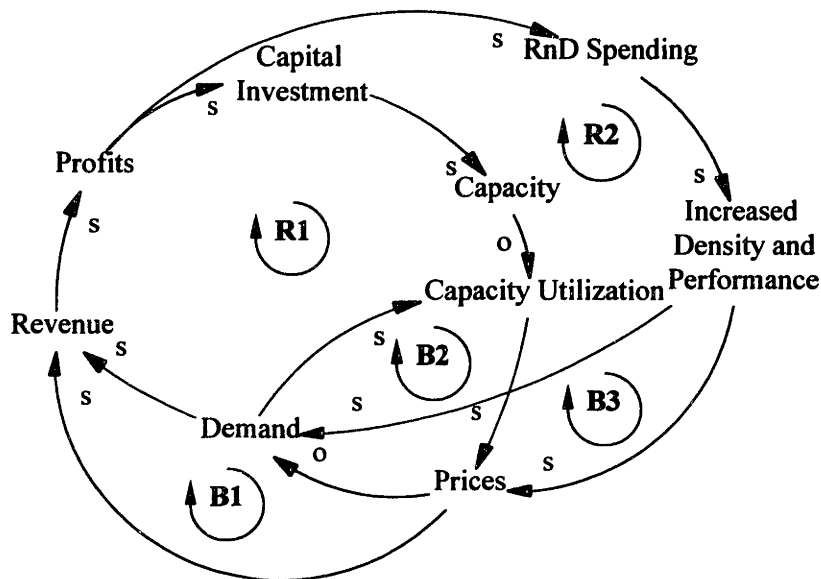 s
RnD Spending
Capital
Investment
s
R2
Profits
s
Capacity
s
Increased
Density and
Performance
s
R1
o
Capacity Utilization
Revenue
s
s
B2
s
s
s
B3
Demand
o
s
Prices
B1